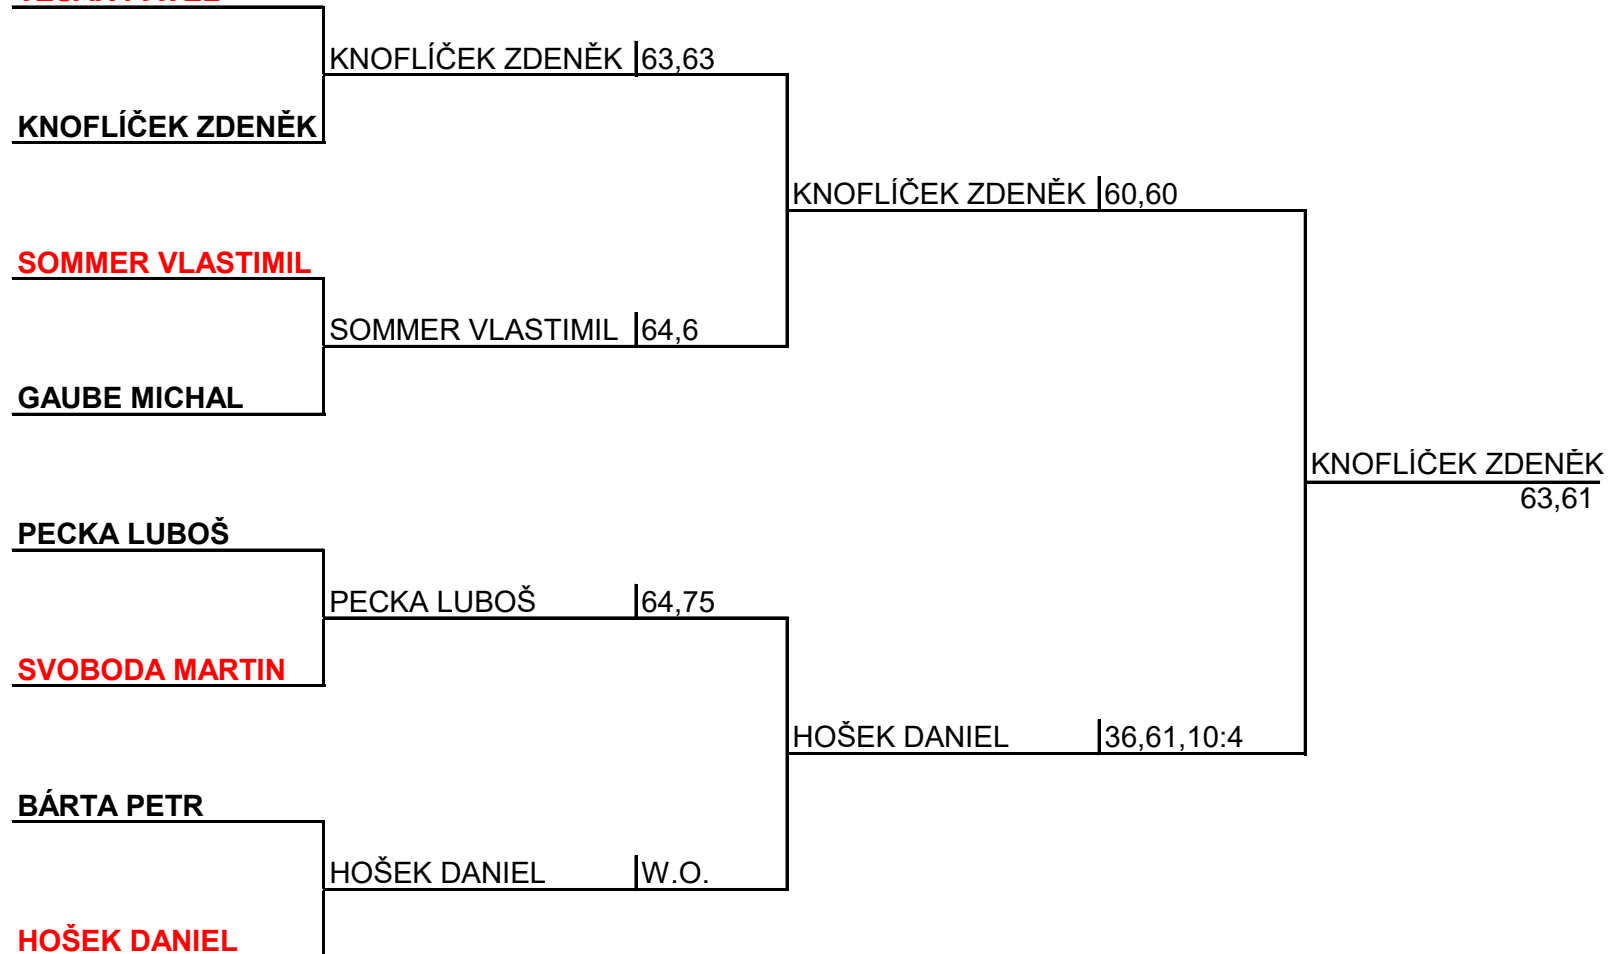 KNOFLÍČEK ZDENĚK 63,63
KNOFLÍČEK ZDENĚK
KNOFLÍČEK ZDENĚK 60,60
SOMMER VLASTIMIL
SOMMER VLASTIMIL 64,6
GAUBE MICHAL
KNOFLÍČEK ZDENĚK
63,61
PECKA LUBOŠ
PECKA LUBOŠ 64,75
SVOBODA MARTIN
HOŠEK DANIEL 36,61,10:4
BÁRTA PETR
HOŠEK DANIEL W.O.
HOŠEK DANIEL